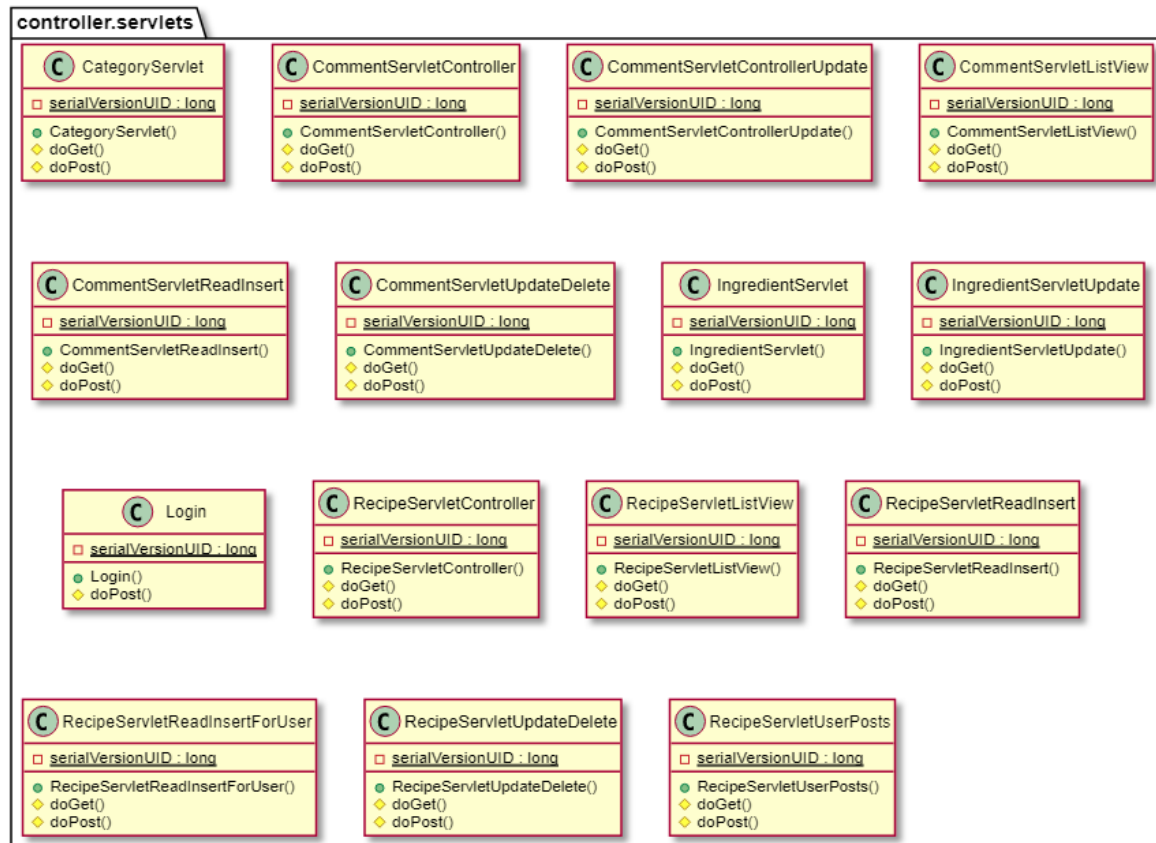 controller.servlets
C CategoryServlet
serialVersionUID : long
CategoryServlet()
doGet()
doPost()
C CommentServletController
serialVersionUID : long
CommentServletController()
doGet()
doPost()
C CommentServletControllerUpdate
serialVersionUID : long
CommentServletControllerUpdate()
doGet()
doPost()
C CommentServletListView
serialVersionUID : long
CommentServletListView()
doGet()
doPost()
C CommentServletReadInsert
serialVersionUID : long
CommentServletReadInsert()
doGet()
doPost()
C CommentServletUpdateDelete
serialVersionUID : long
CommentServletUpdateDelete()
doGet()
doPost()
C IngredientServlet
serialVersionUID : long
IngredientServlet()
doGet()
doPost()
C IngredientServletUpdate
serialVersionUID : long
IngredientServletUpdate()
doGet()
doPost()
C Login
serialVersionUID : long
Login()
doPost()
C RecipeServletController
serialVersionUID : long
RecipeServletController()
doGet()
doPost()
C RecipeServletListView
serialVersionUID : long
RecipeServletListView()
doGet()
doPost()
C RecipeServletReadInsert
serialVersionUID : long
RecipeServletReadInsert()
doGet()
doPost()
C RecipeServletReadInsertForUser
serialVersionUID : long
RecipeServletReadInsertForUser()
doGet()
doPost()
C RecipeServletUpdateDelete
serialVersionUID : long
RecipeServletUpdateDelete()
doGet()
doPost()
C RecipeServletUserPosts
serialVersionUID : long
RecipeServletUserPosts()
doGet()
doPost()